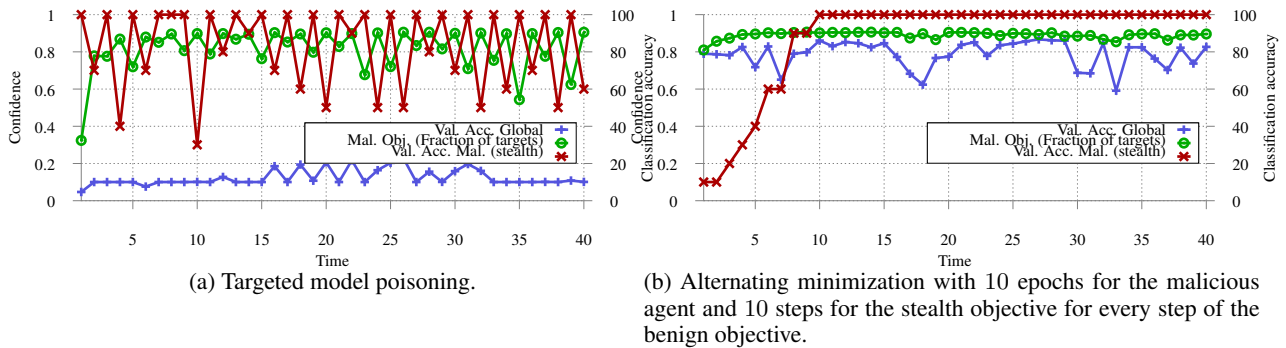 1
0.8
0.6
0.4
0.2
0
100
80
60
40
20
0
5 10 15 20 25 30 35 40
Confidence
Classification accuracy
Time
Val. Acc. Global
Mal. Obj. (Fraction of targets)
Val. Acc. Mal. (stealth)
(a) Targeted model poisoning.
1
0.8
0.6
0.4
0.2
0
100
80
60
40
20
0
5 10 15 20 25 30 35 40
Confidence
Classification accuracy
Time
Val. Acc. Global
Mal. Obj. (Fraction of targets)
Val. Acc. Mal. (stealth)
(b) Alternating minimization with 10 epochs for the malicious
agent and 10 steps for the stealth objective for every step of the
benign objective.